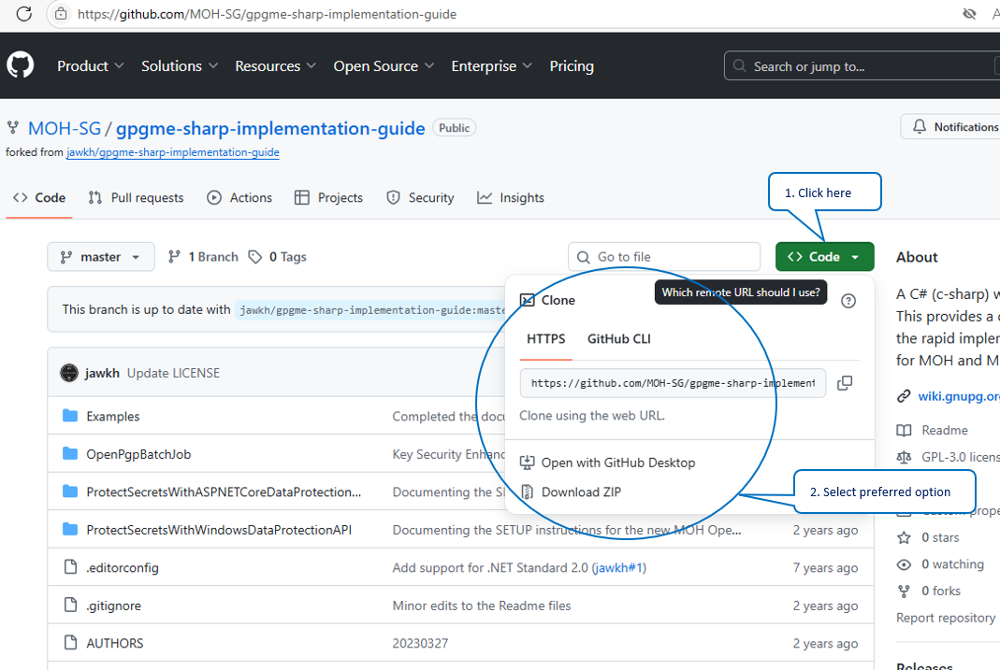 https://github.com/MOH-SG/gpgme-sharp-implementation-guide
Product Solutions Resources Open Source Enterprise Pricing Search or jump to...
MOH-SG / gpgme-sharp-implementation-guide Public Notifications
forked from jawkh/gpgme-sharp-implementation-guide
1. Click here
Code Pull requests Actions Projects Security Insights
master 1 Branch 0 Tags Go to file Code About
This branch is up to date with jawkh/gpgme-sharp-implementation-guide:maste
Clone Which remote URL should I use?
HTTPS GitHub CLI
https://github.com/MOH-SG/gpgme-sharp-implement
Clone using the web URL.
Open with GitHub Desktop
Download ZIP
2. Select preferred option
jawkh Update LICENSE
Examples Completed the docu
OpenPgpBatchJob Key Security Enhanc
ProtectSecretsWithASPNETCoreDataProtection... Documenting the SE
ProtectSecretsWithWindowsDataProtectionAPI Documenting the SETUP instructions for the new MOH Ope... 2 years ago
.editorconfig Add support for .NET Standard 2.0 (jawkh#1) 7 years ago
.gitignore Minor edits to the Readme files 2 years ago
AUTHORS 20230327 2 years ago
A C# (c-sharp) w
This provides a
the rapid implem
for MOH and M
wiki.gnupg.or
Readme
GPL-3.0 licens
0 stars
0 watching
0 forks
Report repository
Releases